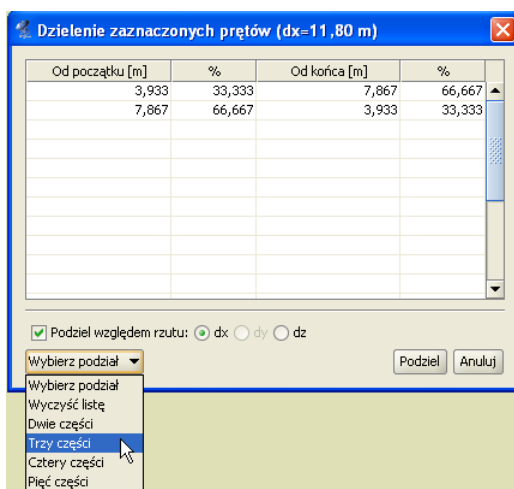 Dzielenie zaznaczonych prętów (dx=11,80 m)
Od początku [m] % Od końca [m] %
3,933 33,333 7,867 66,667
7,867 66,667 3,933 33,333
Podziel względem rzutu: dx dy dz
Wybierz podział Podziel Anuluj
Wybierz podział
Wyczyść listę
Dwie części
Trzy części
Cztery części
Pięć części